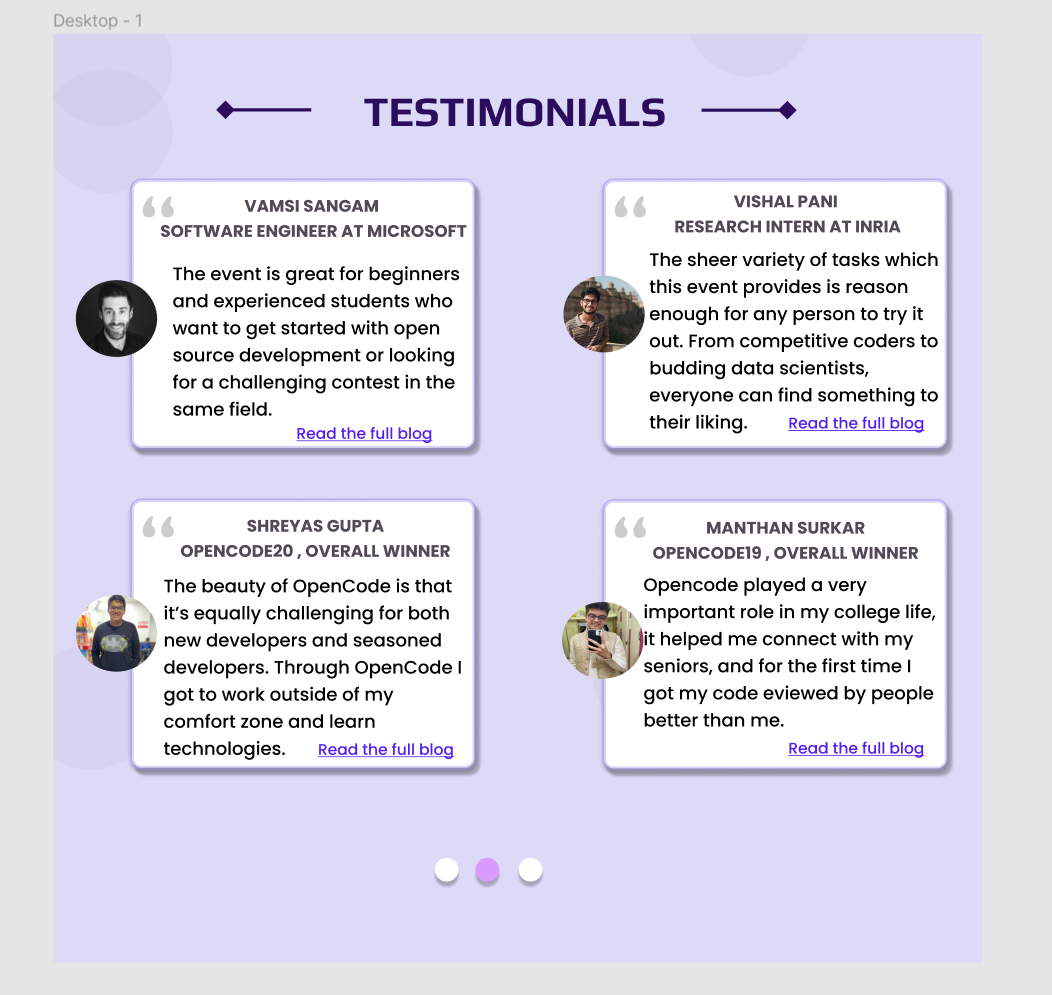 Desktop - 1
TESTIMONIALS
VAMSI SANGAM
SOFTWARE ENGINEER AT MICROSOFT
The event is great for beginners
and experienced students who
want to get started with open
source development or looking
for a challenging contest in the
same field.
Read the full blog
VISHAL PANI
RESEARCH INTERN AT INRIA
The sheer variety of tasks which
this event provides is reason
enough for any person to try it
out. From competitive coders to
budding data scientists,
everyone can find something to
their liking. Read the full blog
SHREYAS GUPTA
OPENCODE20 , OVERALL WINNER
The beauty of OpenCode is that
it’s equally challenging for both
new developers and seasoned
developers. Through OpenCode I
got to work outside of my
comfort zone and learn
technologies. Read the full blog
MANTHAN SURKAR
OPENCODE19 , OVERALL WINNER
Opencode played a very
important role in my college life,
it helped me connect with my
seniors, and for the first time I
got my code eviewed by people
better than me.
Read the full blog